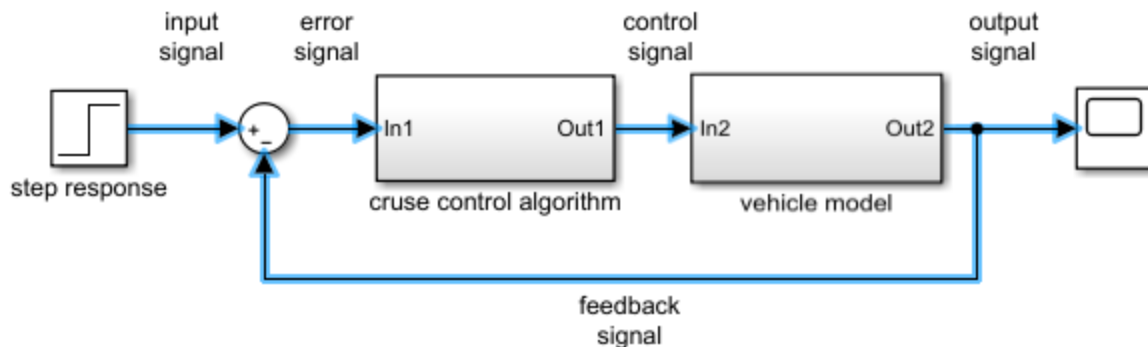 input
signal
error
signal
control
signal
output
signal
+
−
In1
Out1
In2
Out2
step response
cruse control algorithm
vehicle model
feedback
signal